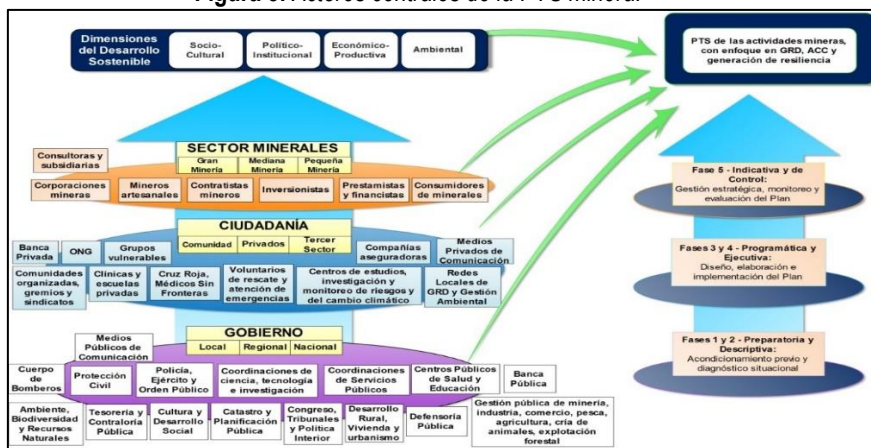 Dimensiones
del Desarrollo
Sostenible
Socio-
Cultural
Político-
Institucional
Económico-
Productiva
Ambiental
PTS de las actividades mineras,
con enfoque en GRD, ACC y
generación de resiliencia
SECTOR MINERALES
Gran
Minería
Mediana
Minería
Pequeña
Minería
Consultoras y
subsidiarias
Corporaciones
mineras
Mineros
artesanales
Contratistas
mineros
Inversionistas
Prestamistas y
financistas
Consumidores
de minerales
CIUDADANÍA
Comunidad
Privados
Tercer
Sector
Banca
Privada
ONG
Grupos
vulnerables
Compañías
aseguradoras
Medios
Privados de
Comunicación
Comunidades
organizadas,
gremios y
sindicatos
Clínicas y
escuelas
privadas
Cruz Roja,
Médicos Sin
Fronteras
Voluntarios
de rescate y
atención de
emergencias
Centros de estudios,
investigación y
monitoreo de riesgos y
del cambio climático
Redes
Locales de
GRD y Gestión
Ambiental
GOBIERNO
Local
Regional
Nacional
Medios
Públicos de
Comunicación
Cuerpo
de
Bomberos
Protección
Civil
Policía,
Ejército y
Orden Público
Coordinaciones de
ciencia, tecnología
e investigación
Coordinaciones
de Servicios
Públicos
Centros Públicos
de Salud y
Educación
Banca
Pública
Ambiente,
Biodiversidad
y Recursos
Naturales
Tesorería y
Contraloría
Pública
Cultura y
Desarrollo
Social
Catastro y
Planificación
Pública
Congreso,
Tribunales
y Política
Interior
Desarrollo
Rural,
Vivienda y
urbanismo
Defensoría
Pública
Gestión pública de minería,
industria, comercio, pesca,
agricultura, cría de
animales, explotación
forestal
Fase 5 - Indicativa y de
Control:
Gestión estratégica, monitoreo y
evaluación del Plan
Fases 3 y 4 - Programática y
Ejecutiva:
Diseño, elaboración e
implementación del Plan
Fases 1 y 2 - Preparatoria y
Descriptiva:
Acondicionamiento previo y
diagnóstico situacional